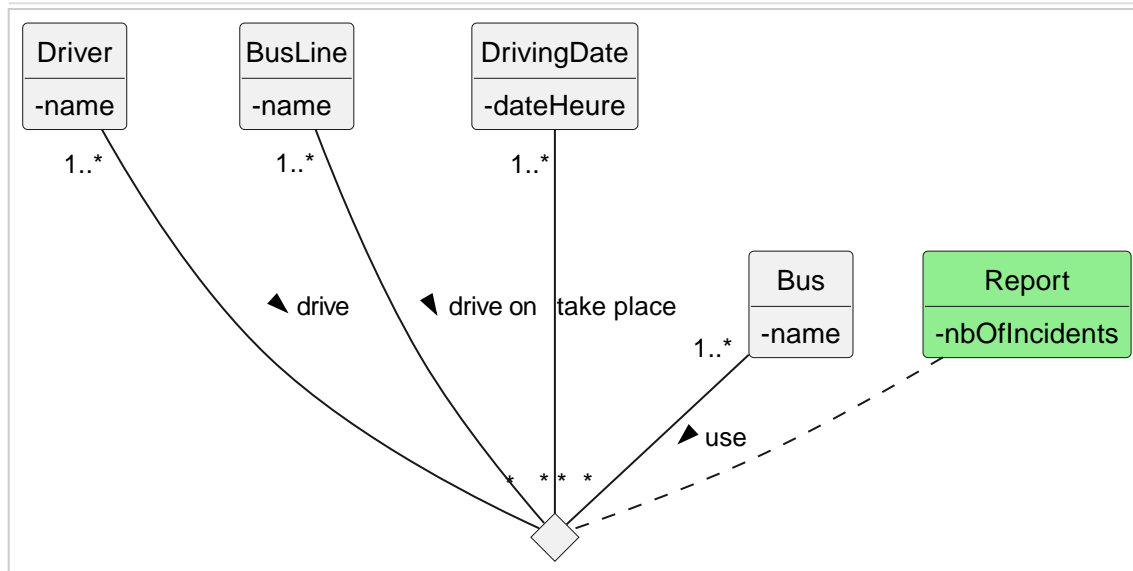 Driver
-name
BusLine
-name
DrivingDate
-dateHeure
1..*
1..*
1..*
Bus
-name
Report
-nbOfIncidents
drive
drive on
take place
1..*
use
* * * *